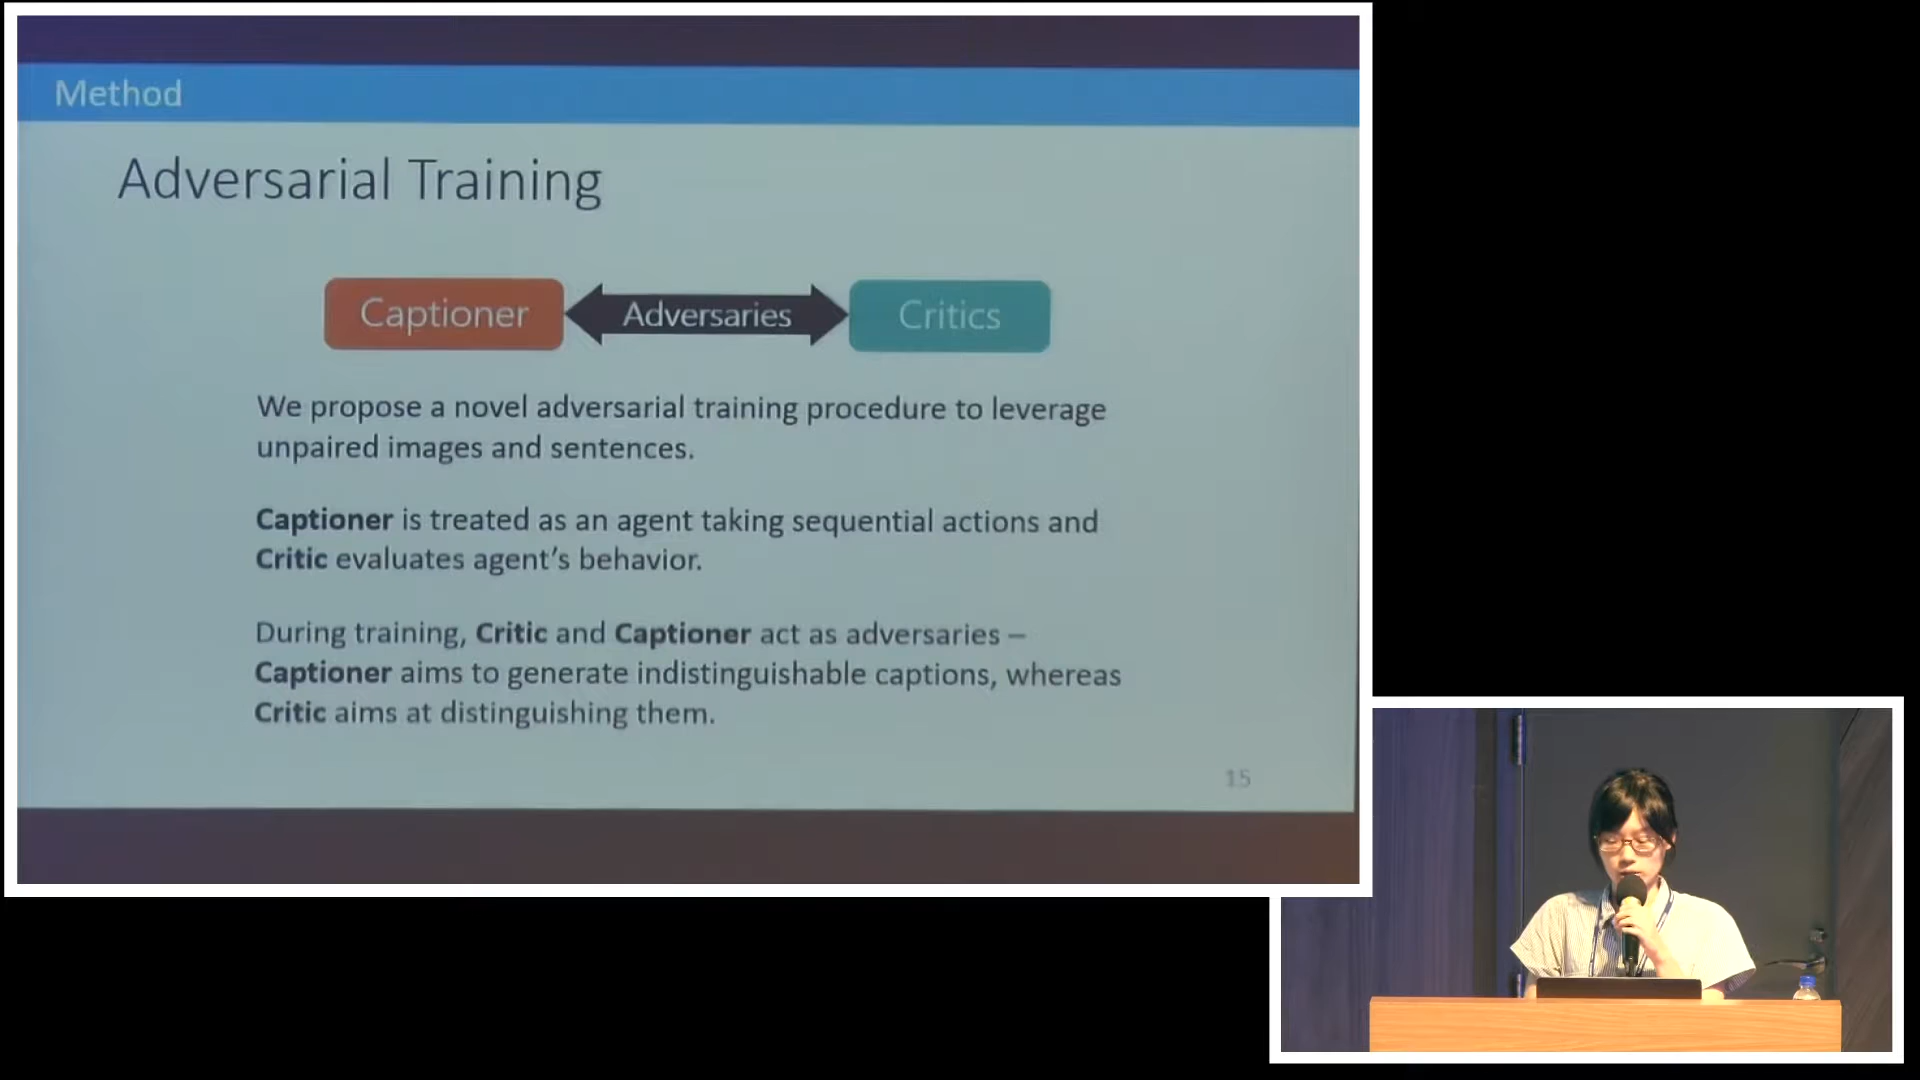 Method
Adversarial Training
Captioner
Adversaries
Critics
We propose a novel adversarial training procedure to leverage
unpaired images and sentences.
Captioner is treated as an agent taking sequential actions and
Critic evaluates agent's behavior.
During training, Critic and Captioner act as adversaries –
Captioner aims to generate indistinguishable captions, whereas
Critic aims at distinguishing them.
15